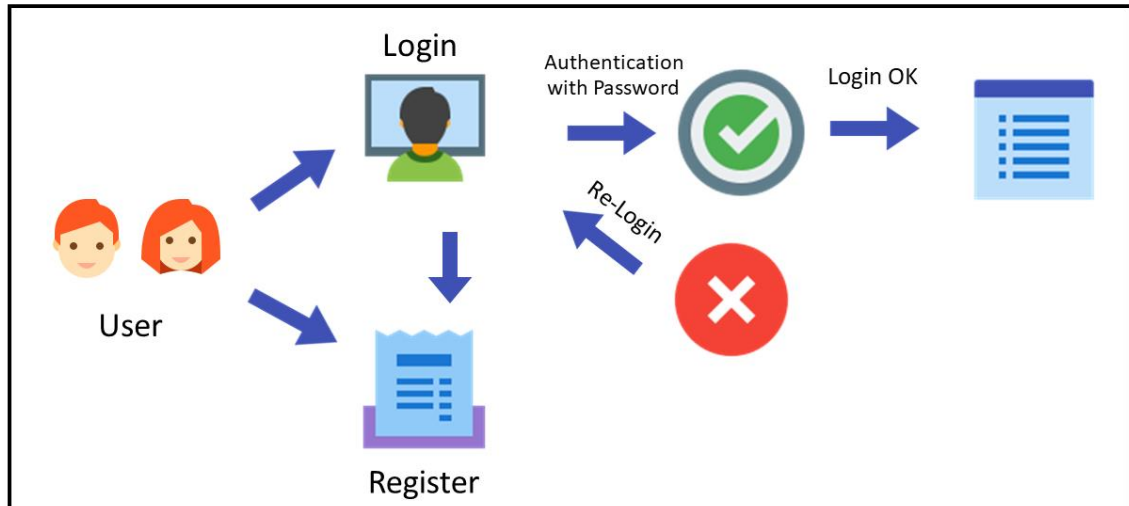 Login
Authentication
with Password
Login OK
Re-Login
User
Register